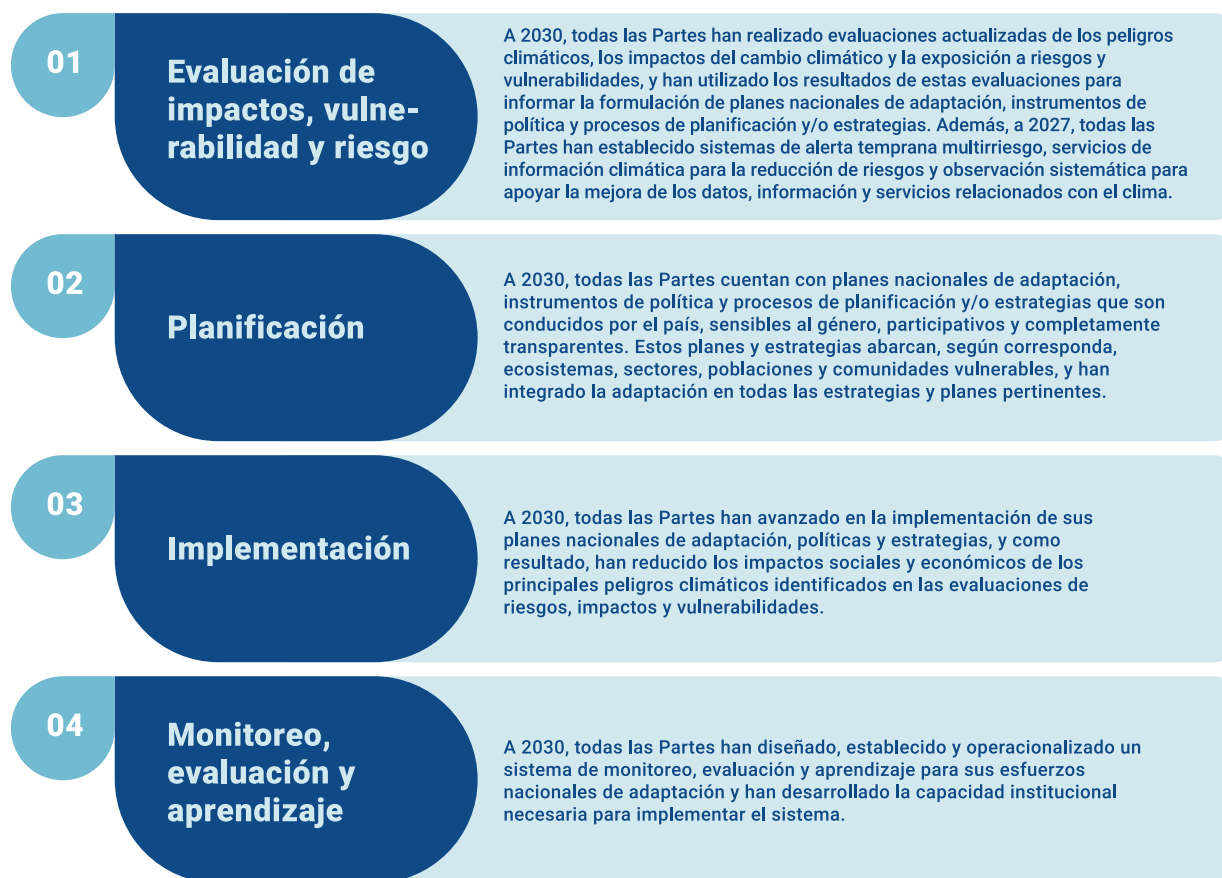 01
Evaluación de
impactos, vulne-
rabilidad y riesgo
A 2030, todas las Partes han realizado evaluaciones actualizadas de los peligros
climáticos, los impactos del cambio climático y la exposición a riesgos y
vulnerabilidades, y han utilizado los resultados de estas evaluaciones para
informar la formulación de planes nacionales de adaptación, instrumentos de
política y procesos de planificación y/o estrategias. Además, a 2027, todas las
Partes han establecido sistemas de alerta temprana multirriesgo, servicios de
información climática para la reducción de riesgos y observación sistemática para
apoyar la mejora de los datos, información y servicios relacionados con el clima.
02
Planificación
A 2030, todas las Partes cuentan con planes nacionales de adaptación,
instrumentos de política y procesos de planificación y/o estrategias que son
conducidos por el país, sensibles al género, participativos y completamente
transparentes. Estos planes y estrategias abarcan, según corresponda,
ecosistemas, sectores, poblaciones y comunidades vulnerables, y han
integrado la adaptación en todas las estrategias y planes pertinentes.
03
Implementación
A 2030, todas las Partes han avanzado en la implementación de sus
planes nacionales de adaptación, políticas y estrategias, y como
resultado, han reducido los impactos sociales y económicos de los
principales peligros climáticos identificados en las evaluaciones de
riesgos, impactos y vulnerabilidades.
04
Monitoreo,
evaluación y
aprendizaje
A 2030, todas las Partes han diseñado, establecido y operacionalizado un
sistema de monitoreo, evaluación y aprendizaje para sus esfuerzos
nacionales de adaptación y han desarrollado la capacidad institucional
necesaria para implementar el sistema.